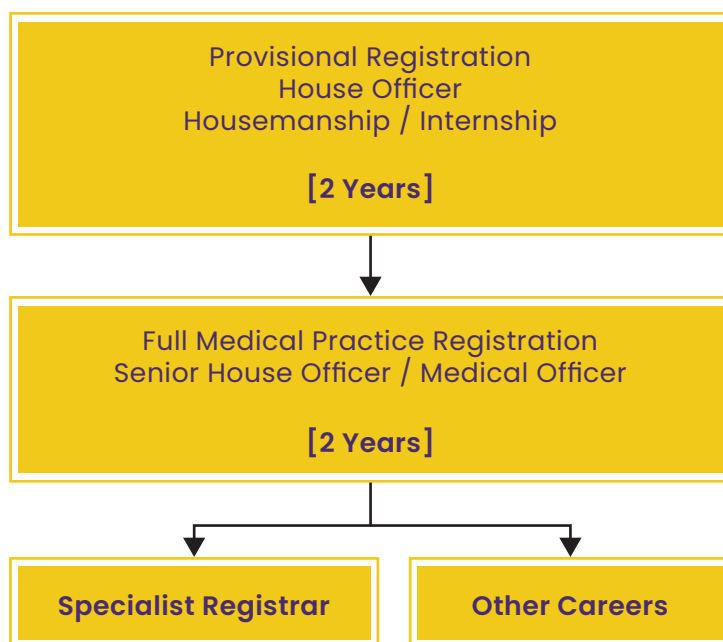 Provisional Registration
House Officer
Housemanship / Internship
[2 Years]
Full Medical Practice Registration
Senior House Officer / Medical Officer
[2 Years]
Specialist Registrar
Other Careers